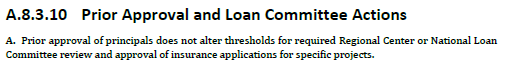 A.8.3.10 Prior Approval and Loan Committee Actions
A. Prior approval of principals does not alter thresholds for required Regional Center or National Loan
Committee review and approval of insurance applications for specific projects.